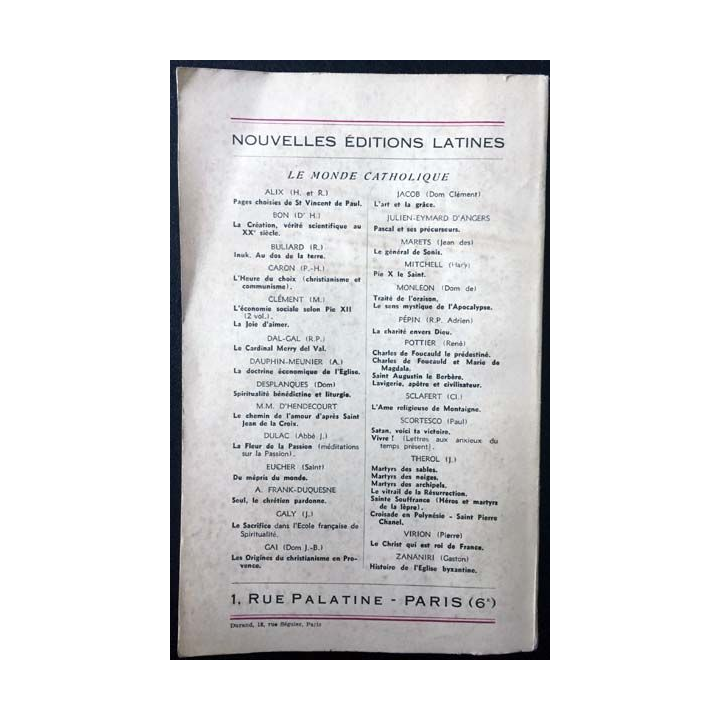 NOUVELLES ÉDITIONS LATINES
LE MONDE CATHOLIQUE
ALIX (H. et R.)
Pages choisies de St Vincent de Paul.
BON (Dr H.)
La Création, vérité scientifique au
XXe siècle.
BULIARD (R.)
Inuk. Au dos de la terre.
CARON (P.-H.)
L'Heure du choix (christianisme et
communisme).
CLÉMENT (M.)
L'économie sociale selon Pie XII
(2 vol.).
La Joie d'aimer.
DAL-GAL (R.P.)
Le Cardinal Merry del Val.
DAUPHIN-MEUNIER (A.)
La doctrine économique de l'Eglise.
DESPLANQUES (Dom)
Spiritualité bénédictine et liturgie.
M.M. D'HENDECOURT
Le chemin de l'amour d'après Saint
Jean de la Croix.
DULAC (Abbé J.)
La Fleur de la Passion (méditations
sur la Passion).
EUCHER (Saint)
Du mépris du monde.
A. FRANK-DUQUESNE
Seul, le chrétien pardonne.
GALY (J.)
Le Sacrifice dans l'Ecole française de
Spiritualité.
GAI (Dom J.-B.)
Les Origines du christianisme en Pro-
vence.
JACOB (Dom Clément)
L'art et la grâce.
JULIEN-EYMARD D'ANGERS
Pascal et ses précurseurs.
MARETS (Jean des)
Le général de Sonis.
MITCHELL (Hary)
Pie X le Saint.
MONLEON (Dom de)
Traité de l'oraison.
Le sens mystique de l'Apocalypse.
PÉPIN (R.P. Adrien)
La charité envers Dieu.
POTTIER (René)
Charles de Foucauld le prédestiné.
Charles de Foucauld et Marie de
Magdala.
Saint Augustin le Berbère.
Lavigerie, apôtre et civilisateur.
SCLAFERT (Cl.)
L'Ame religieuse de Montaigne.
SCORTESCO (Paul)
Satan, voici ta victoire.
Vivre ! (Lettres aux anxieux du
temps présent).
THEROL (J.)
Martyrs des sables.
Martyrs des neiges.
Martyrs des archipels.
Le vitrail de la Résurrection.
Sainte Souffrance (Héros et martyrs
de la lèpre).
Croisade en Polynésie - Saint Pierre
Chanel.
VIRION (Pierre)
Le Christ qui est roi de France.
ZANANIRI (Gaston)
Histoire de l'Eglise byzantine.
1, RUE PALATINE - PARIS (6e)
Durand, 18, rue Séguier, Paris